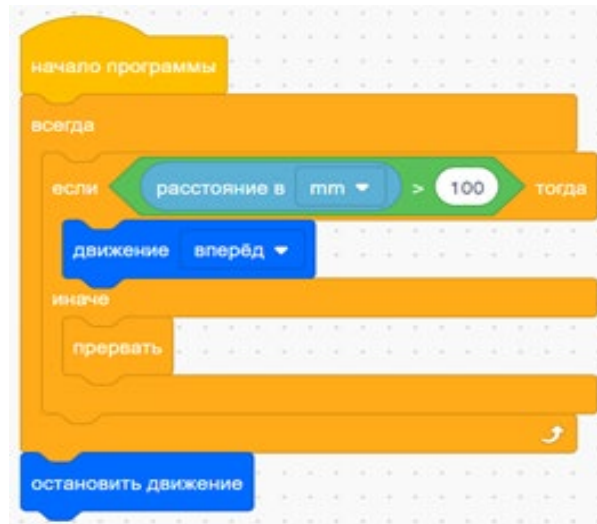 начало программы
всегда
если расстояние в mm > 100 тогда
движение вперёд
иначе
прервать
остановить движение